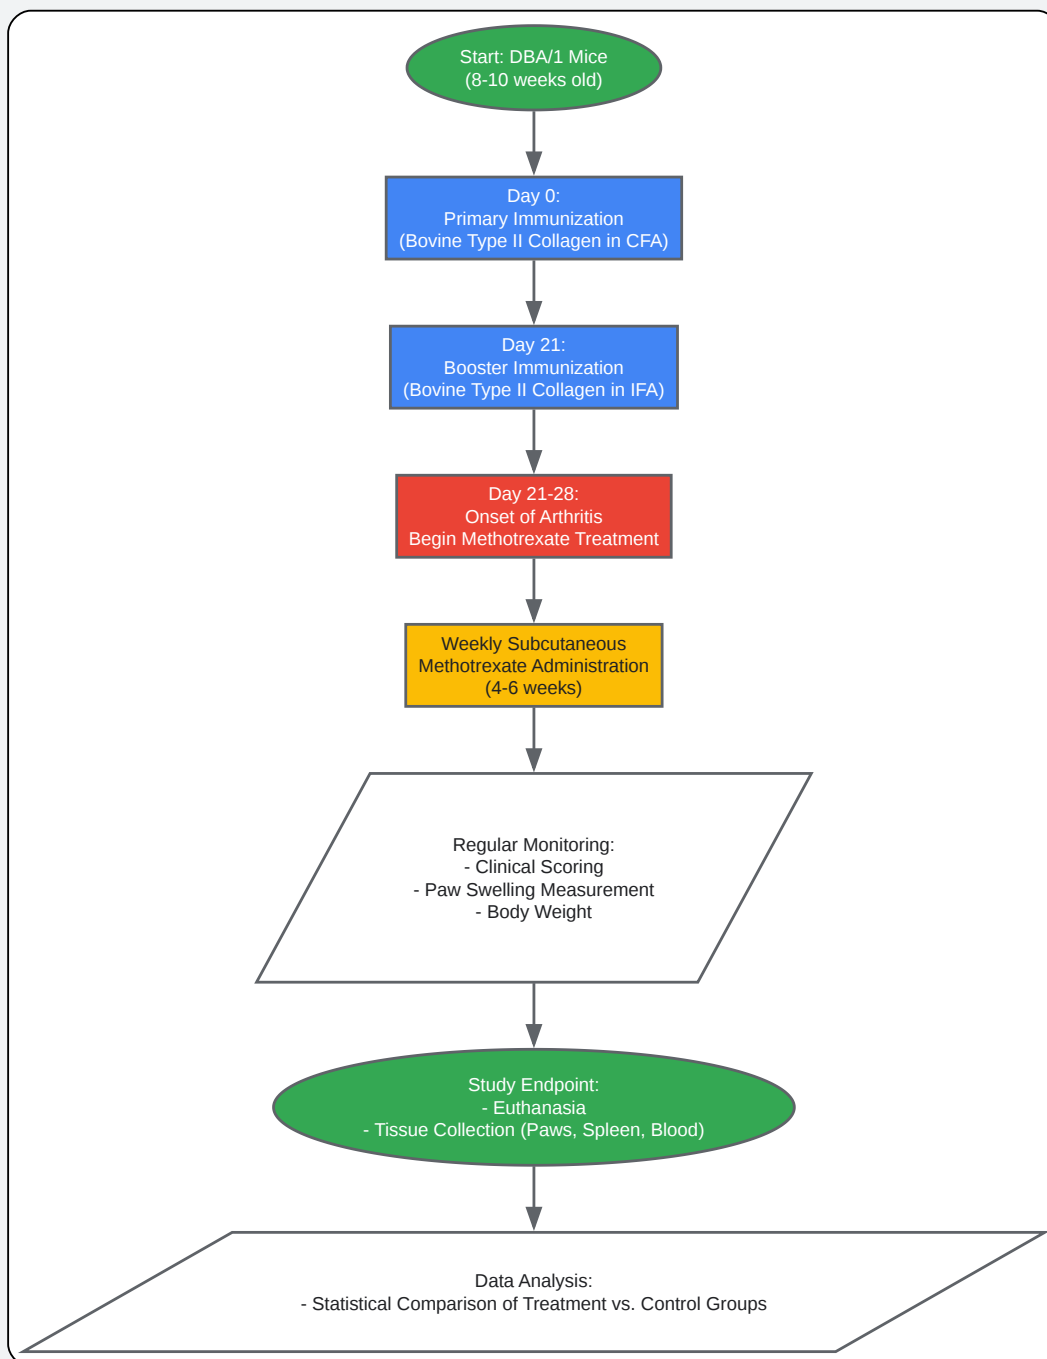 Start: DBA/1 Mice
(8-10 weeks old)
Day 0:
Primary Immunization
(Bovine Type II Collagen in CFA)
Day 21:
Booster Immunization
(Bovine Type II Collagen in IFA)
Day 21-28:
Onset of Arthritis
Begin Methotrexate Treatment
Weekly Subcutaneous
Methotrexate Administration
(4-6 weeks)
Regular Monitoring:
- Clinical Scoring
- Paw Swelling Measurement
- Body Weight
Study Endpoint:
- Euthanasia
- Tissue Collection (Paws, Spleen, Blood)
Data Analysis:
- Statistical Comparison of Treatment vs. Control Groups